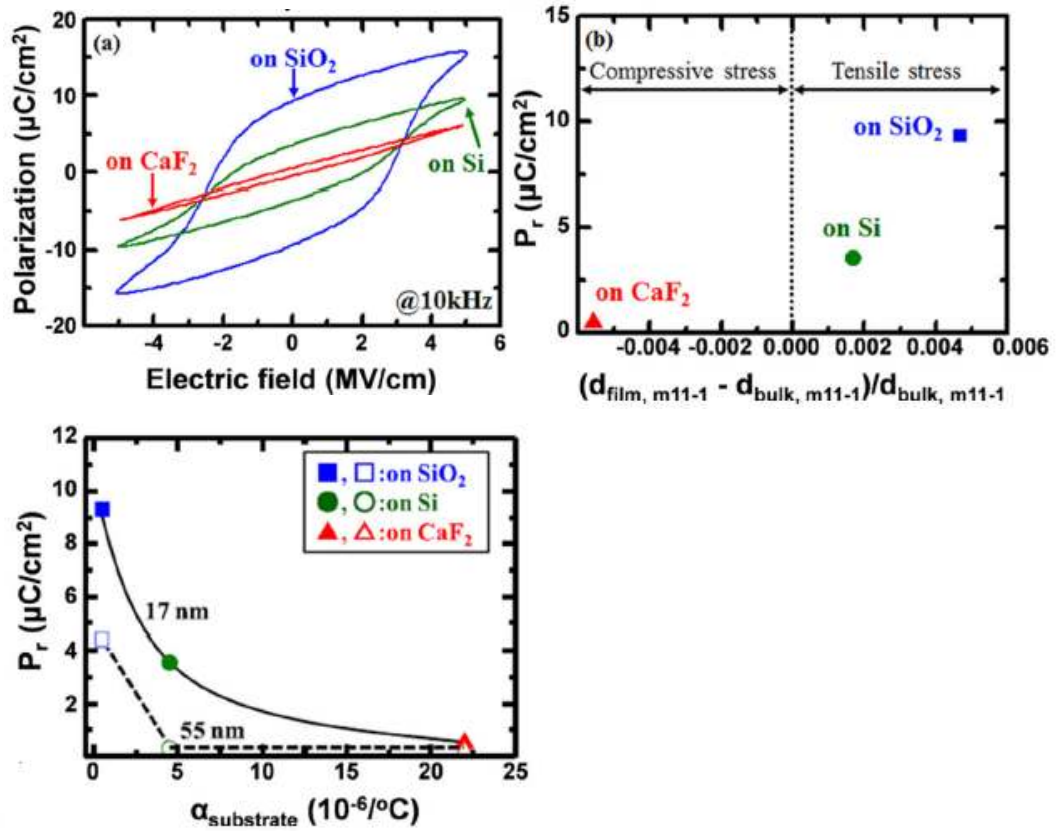 (a)
on SiO2
on CaF2
on Si
@10kHz
20
10
0
-10
-20
-4 -2 0 2 4 6
Polarization (µC/cm2)
Electric field (MV/cm)
(b)
Compressive stress
Tensile stress
on SiO2
on Si
on CaF2
15
10
5
0
-0.004 -0.002 0.000 0.002 0.004 0.006
Pr (µC/cm2)
(dfilm, m11-1 - dbulk, m11-1)/dbulk, m11-1
12
10
8
6
4
2
0 5 10 15 20 25
Pr (µC/cm2)
■, □:on SiO2
●, ○:on Si
▲, △:on CaF2
17 nm
55 nm
αsubstrate (10-6/oC)